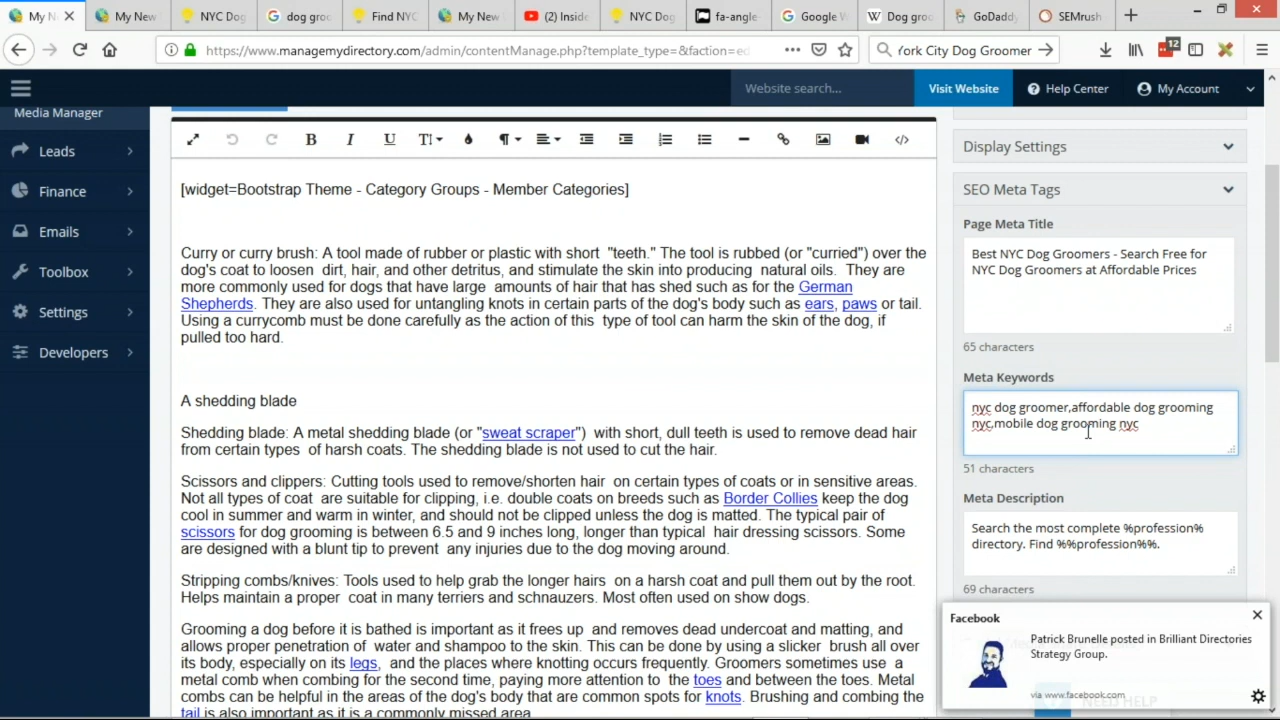 My N
My New
NYC Dog
dog groo
Find NYC
My New
(2) Insid
NYC Dog
fa-angle-
Google W
Dog groo
GoDaddy
SEMrush
https://www.managemydirectory.com/admin/contentManage.php?template_type=&faction=ed
York City Dog Groomer
12
Website search...
Visit Website
Help Center
My Account
Media Manager
Leads
Finance
Emails
Toolbox
Settings
Developers
[widget=Bootstrap Theme - Category Groups - Member Categories]
Curry or curry brush: A tool made of rubber or plastic with short "teeth." The tool is rubbed (or "curried") over the
dog's coat to loosen dirt, hair, and other detritus, and stimulate the skin into producing natural oils. They are
more commonly used for dogs that have large amounts of hair that has shed such as for the German
Shepherds. They are also used for untangling knots in certain parts of the dog's body such as ears, paws or tail.
Using a currycomb must be done carefully as the action of this type of tool can harm the skin of the dog, if
pulled too hard.
A shedding blade
Shedding blade: A metal shedding blade (or "sweat scraper") with short, dull teeth is used to remove dead hair
from certain types of harsh coats. The shedding blade is not used to cut the hair.
Scissors and clippers: Cutting tools used to remove/shorten hair on certain types of coats or in sensitive areas.
Not all types of coat are suitable for clipping, i.e. double coats on breeds such as Border Collies keep the dog
cool in summer and warm in winter, and should not be clipped unless the dog is matted. The typical pair of
scissors for dog grooming is between 6.5 and 9 inches long, longer than typical hair dressing scissors. Some
are designed with a blunt tip to prevent any injuries due to the dog moving around.
Stripping combs/knives: Tools used to help grab the longer hairs on a harsh coat and pull them out by the root.
Helps maintain proper coat in many terriers and schnauzers. Most often used on show dogs.
Grooming a dog before it is bathed is important as it frees up and removes dead undercoat and matting, and
allows proper penetration of water and shampoo to the skin. This can be done by using a slicker brush all over
its body, especially on its legs, and the places where knotting occurs frequently. Groomers sometimes use a
metal comb when combing for the second time, paying more attention to the toes and between the toes. Metal
combs can be helpful in the areas of the dog's body that are common spots for knots. Brushing and combing the
tail is also important as it is a commonly missed area.
Display Settings
SEO Meta Tags
Page Meta Title
Best NYC Dog Groomers - Search Free for
NYC Dog Groomers at Affordable Prices
65 characters
Meta Keywords
nyc dog groomer,affordable dog grooming
nyc,mobile dog grooming nyc
51 characters
Meta Description
Search the most complete %profession%
directory. Find %%profession%%.
69 characters
Facebook
Patrick Brunelle posted in Brilliant Directories
Strategy Group.
via www.facebook.com
NEED HELP